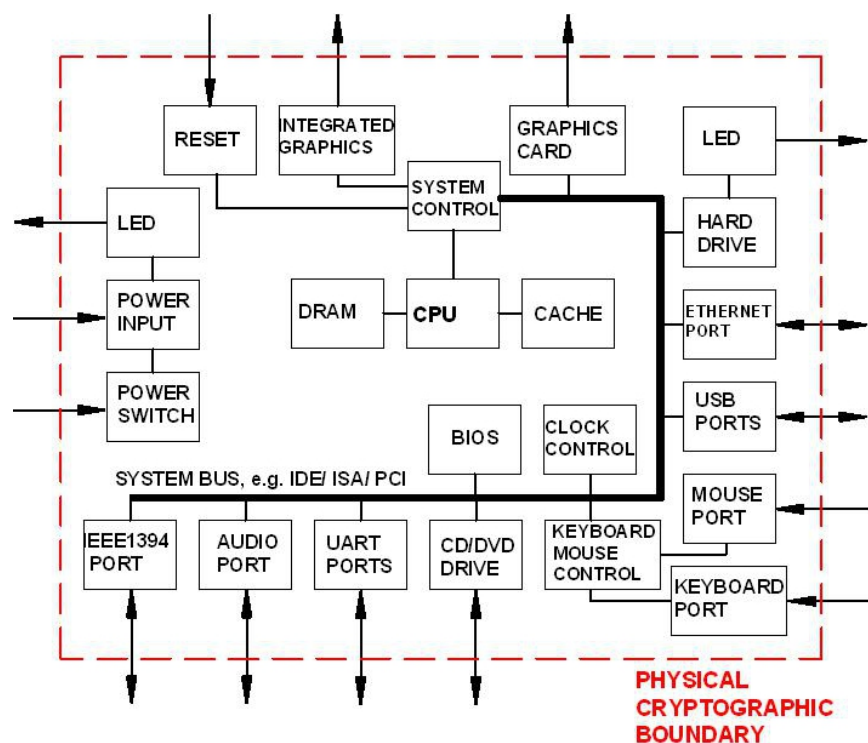 RESET
INTEGRATED
GRAPHICS
GRAPHICS
CARD
LED
SYSTEM
CONTROL
LED
HARD
DRIVE
POWER
INPUT
DRAM
CPU
CACHE
ETHERNET
PORT
POWER
SWITCH
USB
PORTS
BIOS
CLOCK
CONTROL
SYSTEM BUS, e.g. IDE/ ISA/ PCI
MOUSE
PORT
IEEE1394
PORT
AUDIO
PORT
UART
PORTS
CD/DVD
DRIVE
KEYBOARD
MOUSE
CONTROL
KEYBOARD
PORT
PHYSICAL
CRYPTOGRAPHIC
BOUNDARY